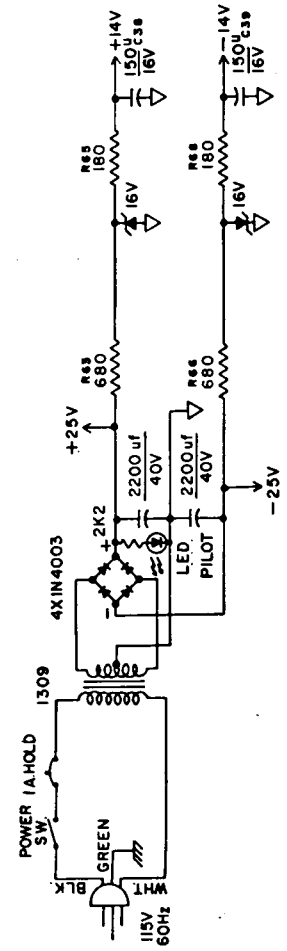 115V
60Hz
BLK.
WHT.
GREEN
POWER
SW.
1A.HOLD
1309
4X1N4003
+
-
2K2
LED
PILOT
2200uf
40V
2200uf
40V
+25V
-25V
R63
680
R66
680
16V
16V
R65
180
R68
180
150u
16V
C38
150u
16V
C39
+14V
-14V